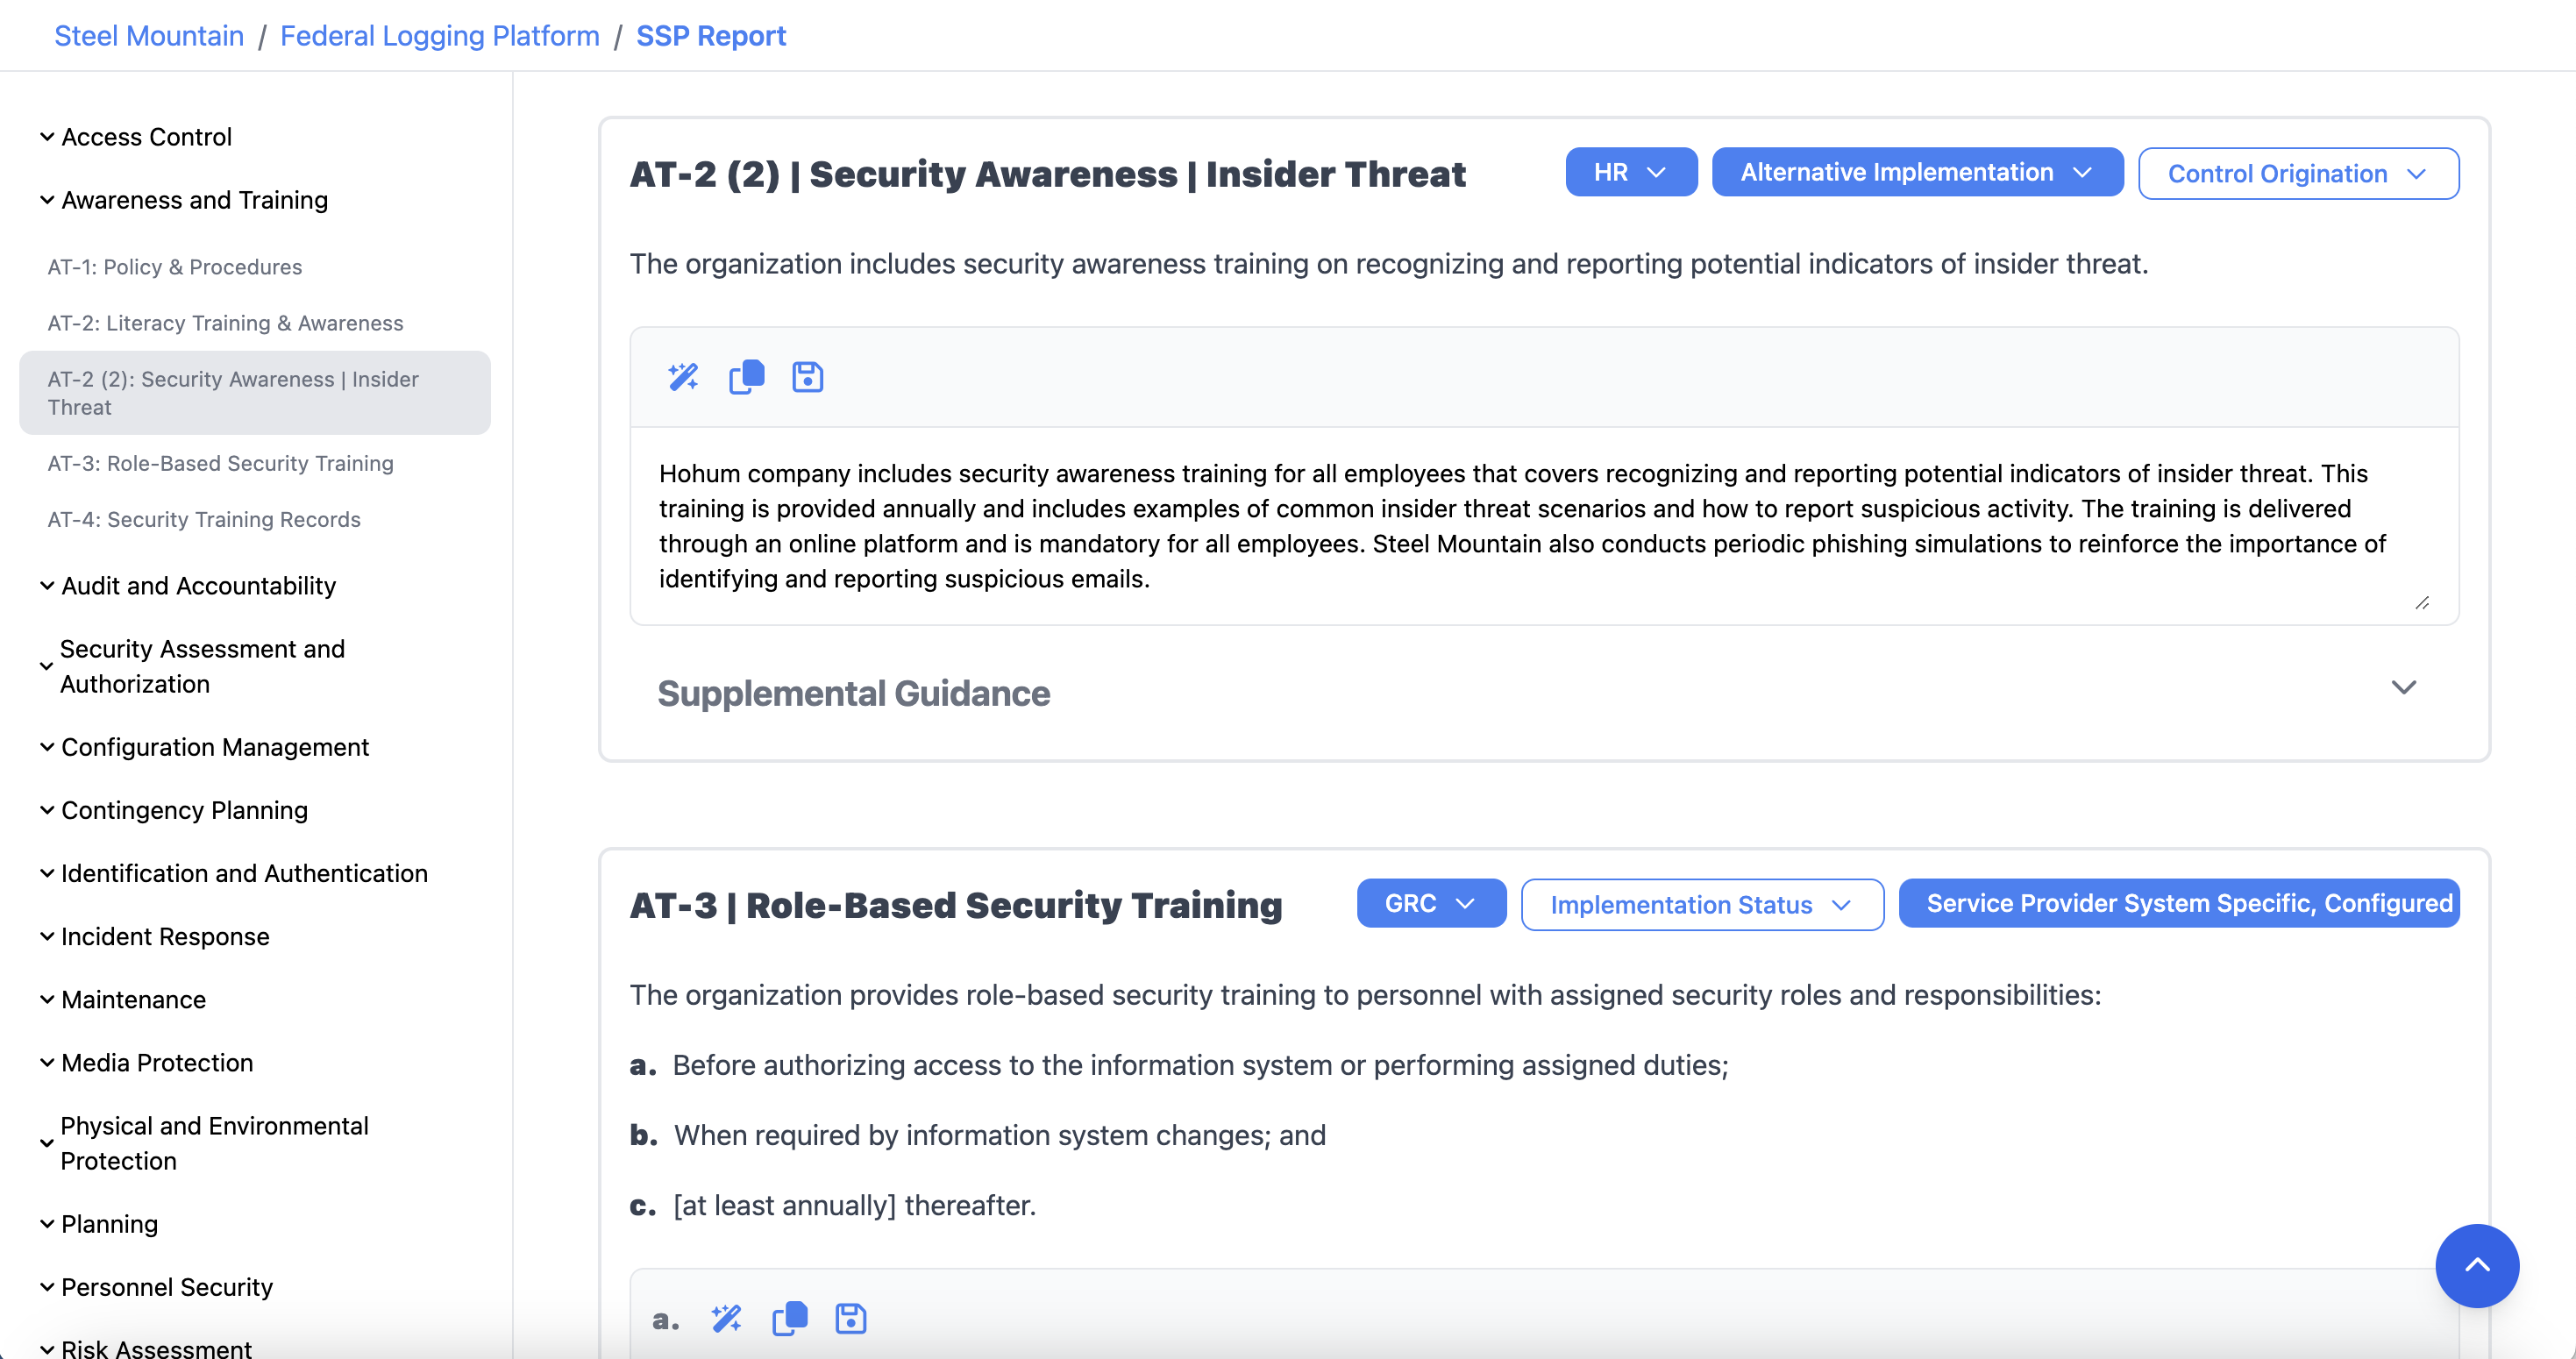 Steel Mountain / Federal Logging Platform / SSP Report
Access Control
Awareness and Training
AT-1: Policy & Procedures
AT-2: Literacy Training & Awareness
AT-2 (2): Security Awareness | Insider
Threat
AT-3: Role-Based Security Training
AT-4: Security Training Records
Audit and Accountability
Security Assessment and
Authorization
Configuration Management
Contingency Planning
Identification and Authentication
Incident Response
Maintenance
Media Protection
Physical and Environmental
Protection
Planning
Personnel Security
Risk Assessment
AT-2 (2) | Security Awareness | Insider Threat
HR
Alternative Implementation
Control Origination
The organization includes security awareness training on recognizing and reporting potential indicators of insider threat.
Hohum company includes security awareness training for all employees that covers recognizing and reporting potential indicators of insider threat. This
training is provided annually and includes examples of common insider threat scenarios and how to report suspicious activity. The training is delivered
through an online platform and is mandatory for all employees. Steel Mountain also conducts periodic phishing simulations to reinforce the importance of
identifying and reporting suspicious emails.
Supplemental Guidance
AT-3 | Role-Based Security Training
GRC
Implementation Status
Service Provider System Specific, Configured
The organization provides role-based security training to personnel with assigned security roles and responsibilities:
a. Before authorizing access to the information system or performing assigned duties;
b. When required by information system changes; and
c. [at least annually] thereafter.
a.